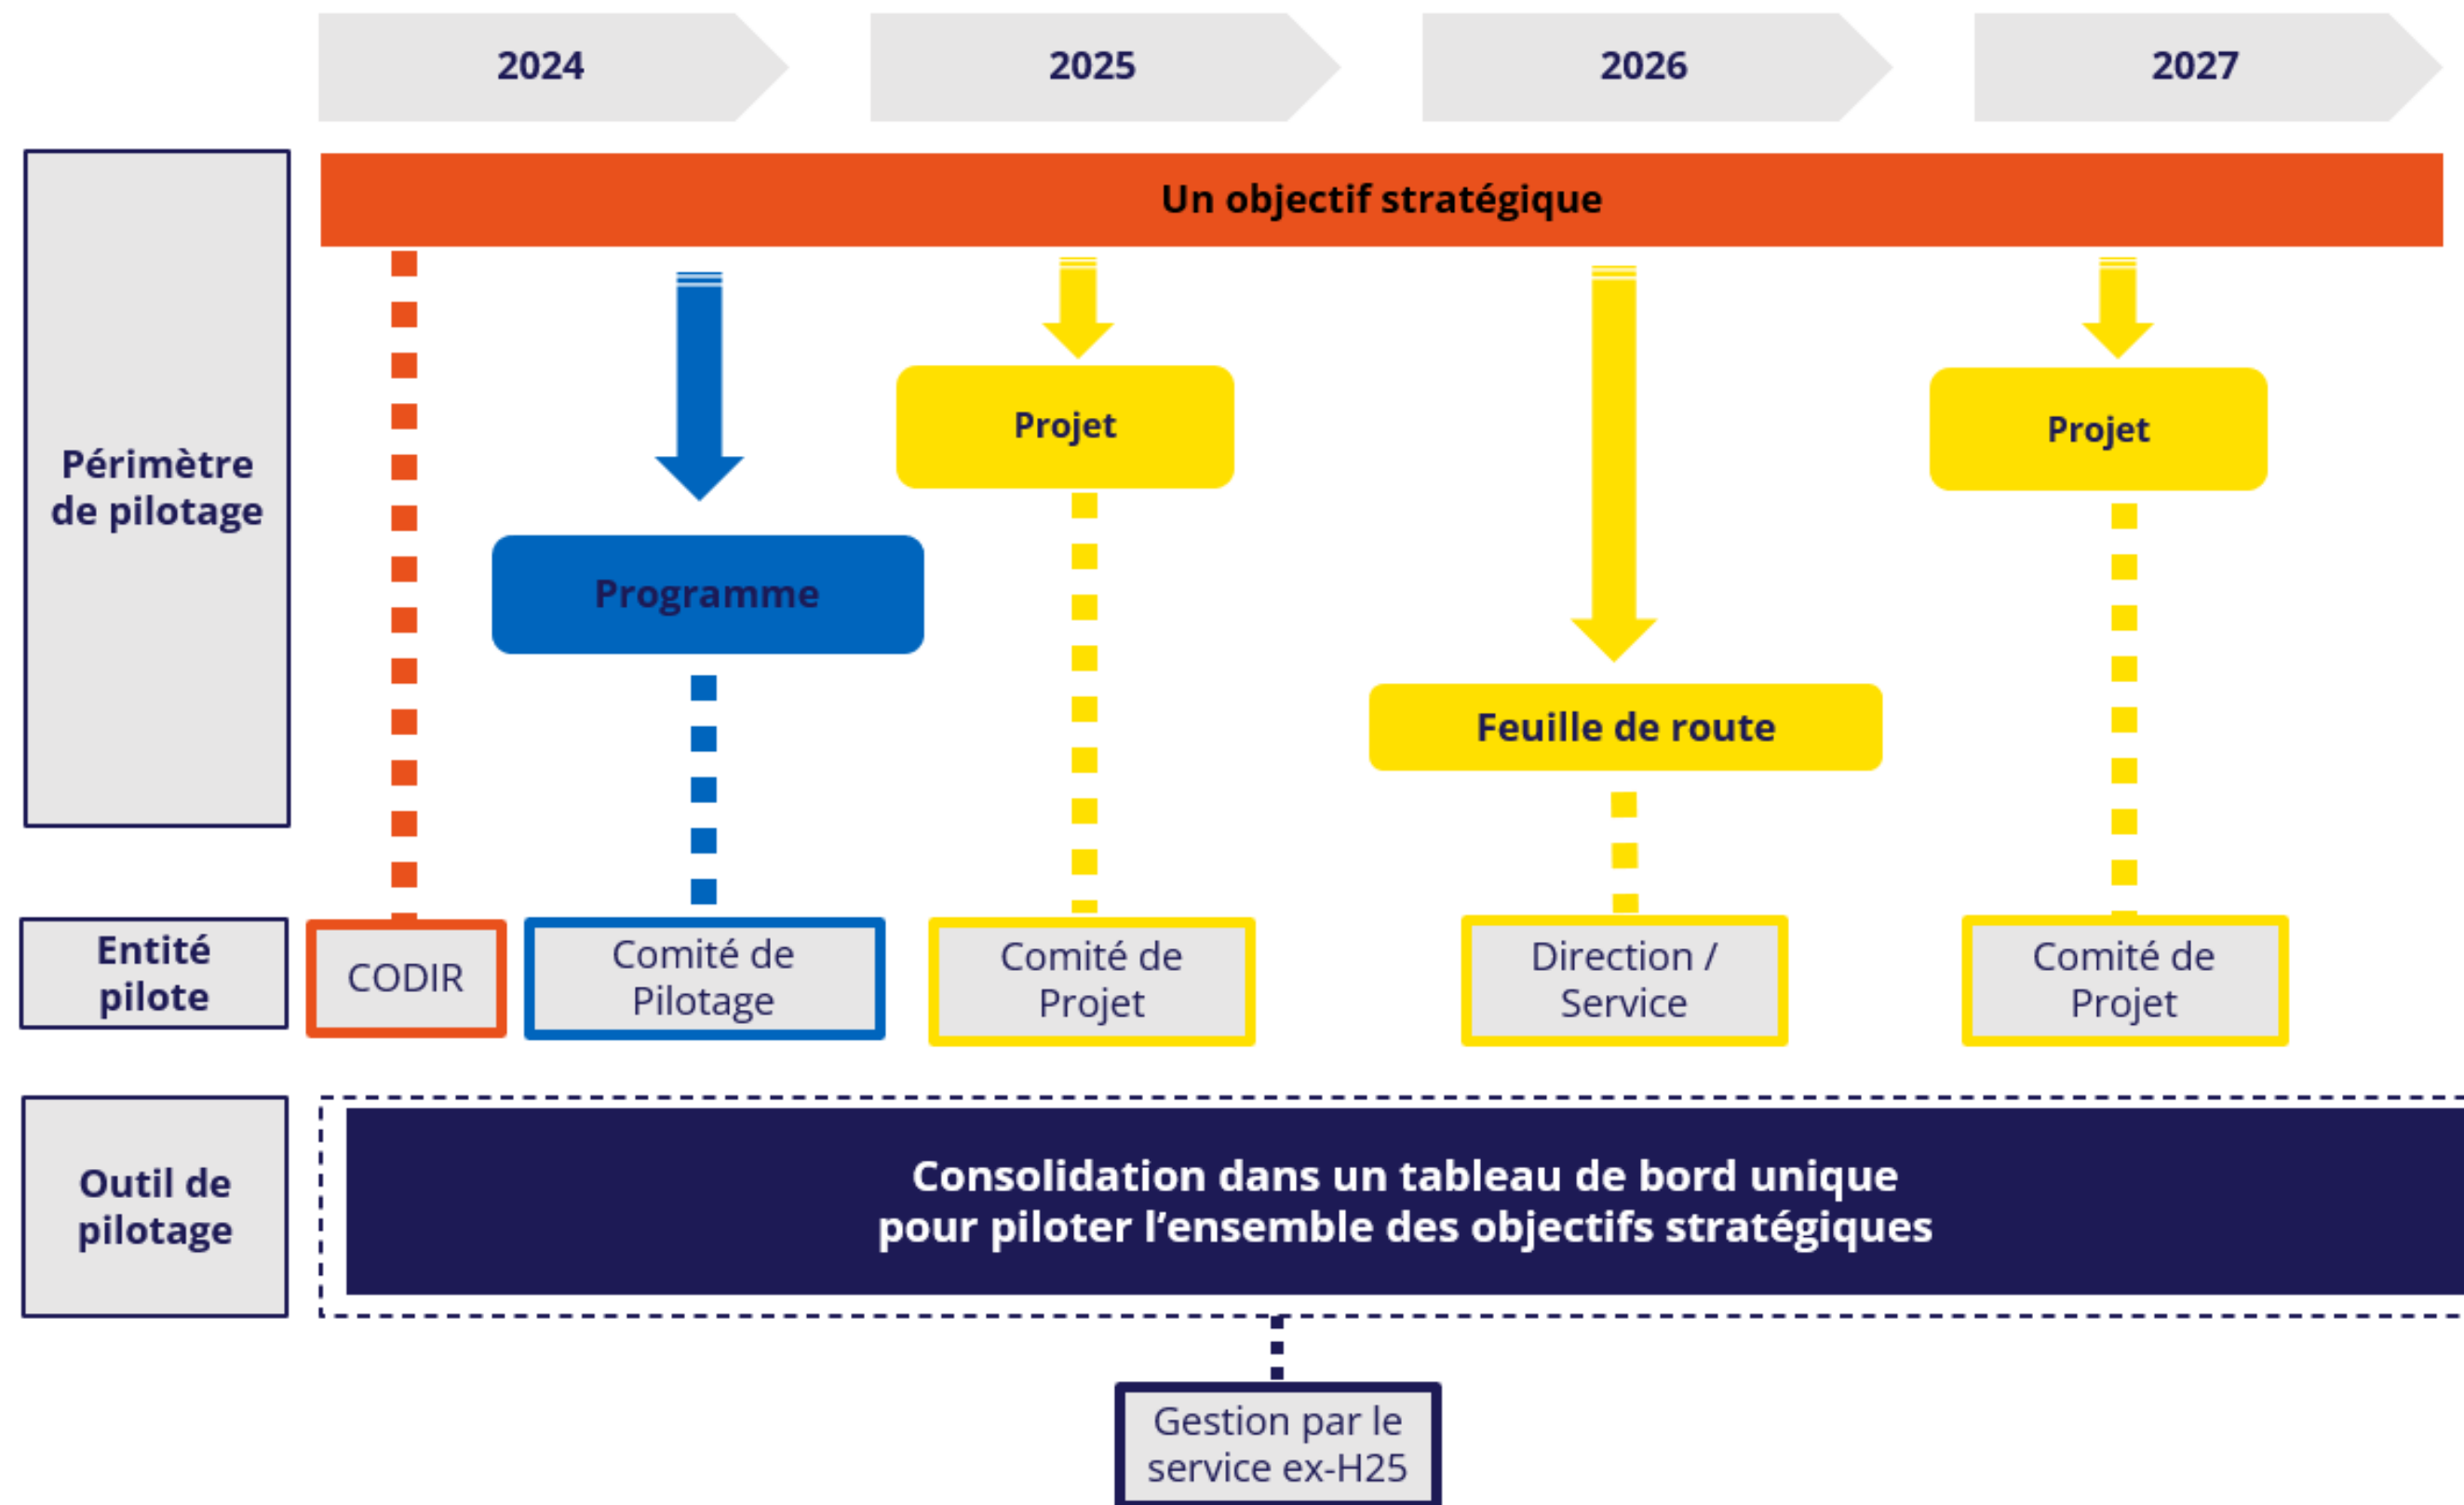 2024
2025
2026
2027
Un objectif stratégique
Périmètre
de pilotage
Projet
Projet
Programme
Feuille de route
Entité
pilote
CODIR
Comité de
Pilotage
Comité de
Projet
Direction /
Service
Comité de
Projet
Outil de
pilotage
Consolidation dans un tableau de bord unique
pour piloter l’ensemble des objectifs stratégiques
Gestion par le
service ex-H25